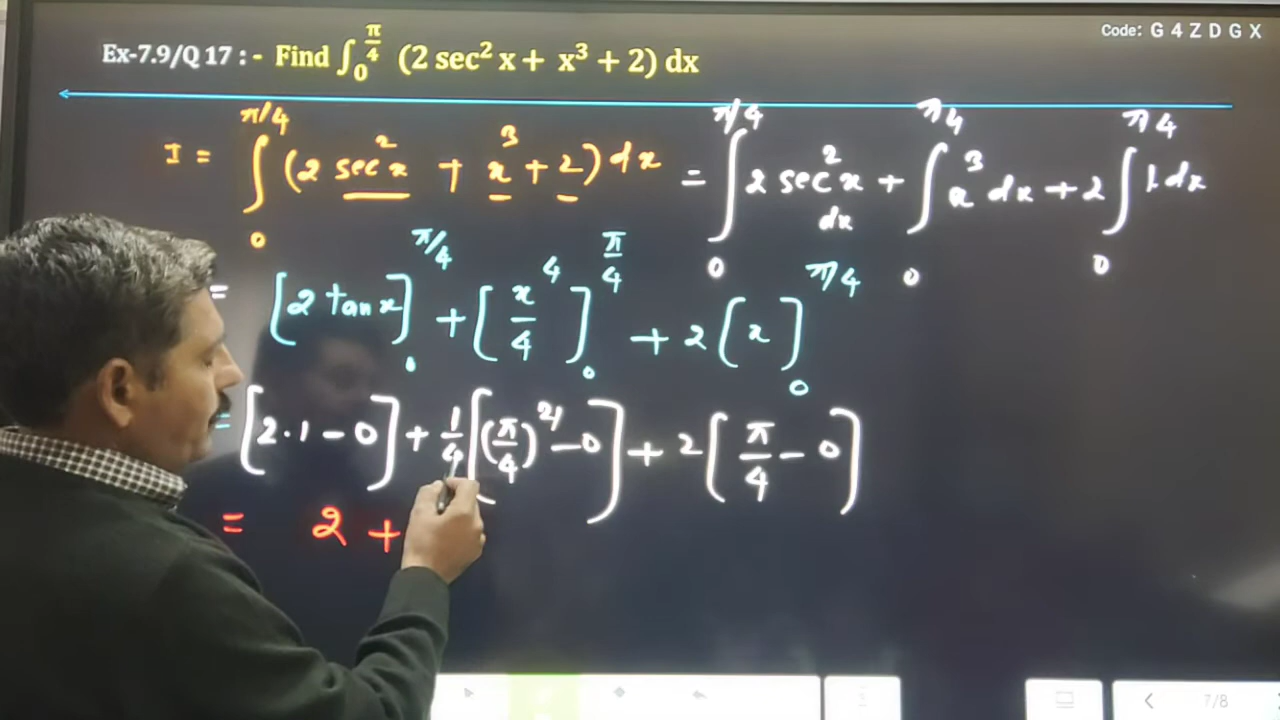 Code: G 4 Z D G X
Ex-7.9/Q 17 : - Find ∫₀^(π/4) (2 sec² x + x³ + 2) dx
I = ∫₀^(π/4) (2 sec² x + x³ + 2) dx = ∫₀^(π/4) 2 sec² x dx + ∫₀^(π/4) x³ dx + 2 ∫₀^(π/4) 1. dx
= [2 tan x]₀^(π/4) + [x⁴/4]₀^(π/4) + 2 [x]₀^(π/4)
= [2 · 1 − 0] + 1/4 [(π/4)⁴ − 0] + 2 [π/4 − 0]
= 2 +
7/8